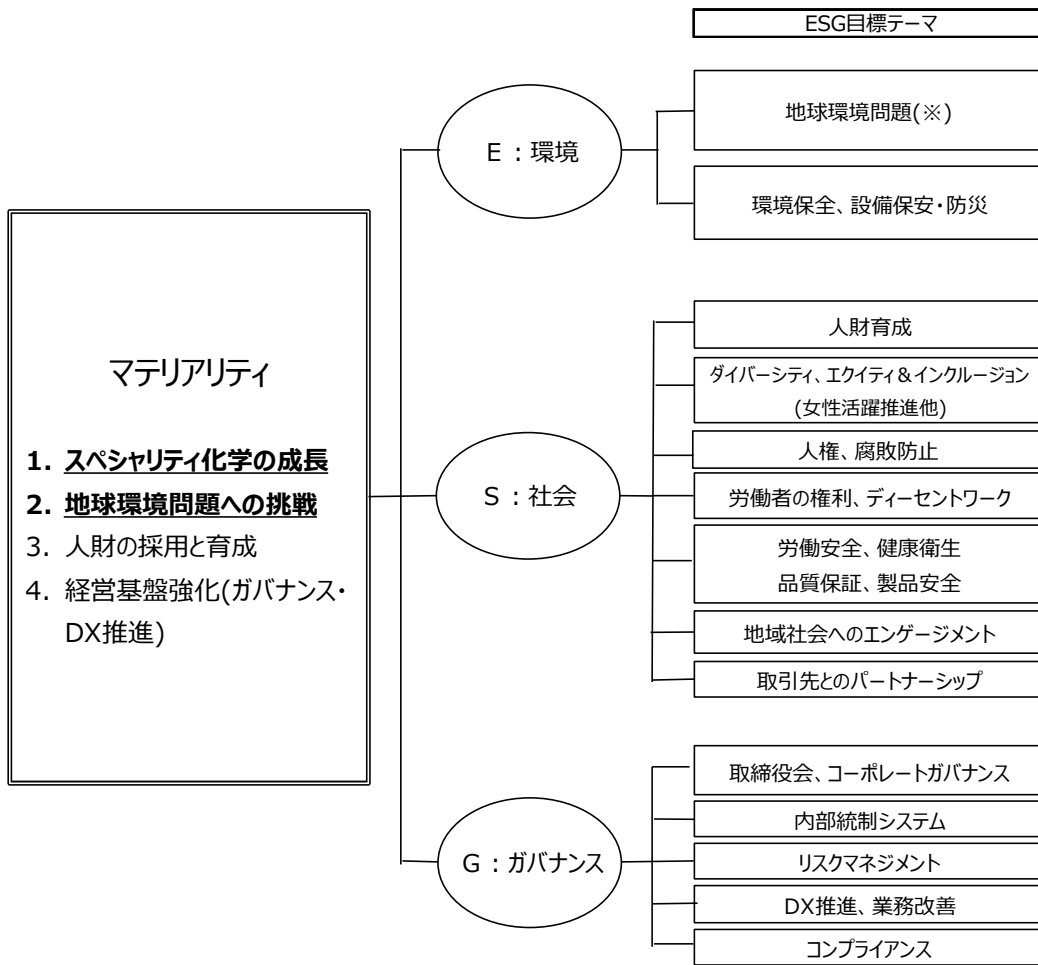 ESG目標テーマ
マテリアリティ
1. スペシャリティ化学の成長
2. 地球環境問題への挑戦
3. 人財の採用と育成
4. 経営基盤強化(ガバナンス・
DX推進)
E：環境
地球環境問題(※)
環境保全、設備保安・防災
S：社会
人財育成
ダイバーシティ、エクイティ＆インクルージョン
(女性活躍推進他)
人権、腐敗防止
労働者の権利、ディーセントワーク
労働安全、健康衛生
品質保証、製品安全
地域社会へのエンゲージメント
取引先とのパートナーシップ
G：ガバナンス
取締役会、コーポレートガバナンス
内部統制システム
リスクマネジメント
DX推進、業務改善
コンプライアンス